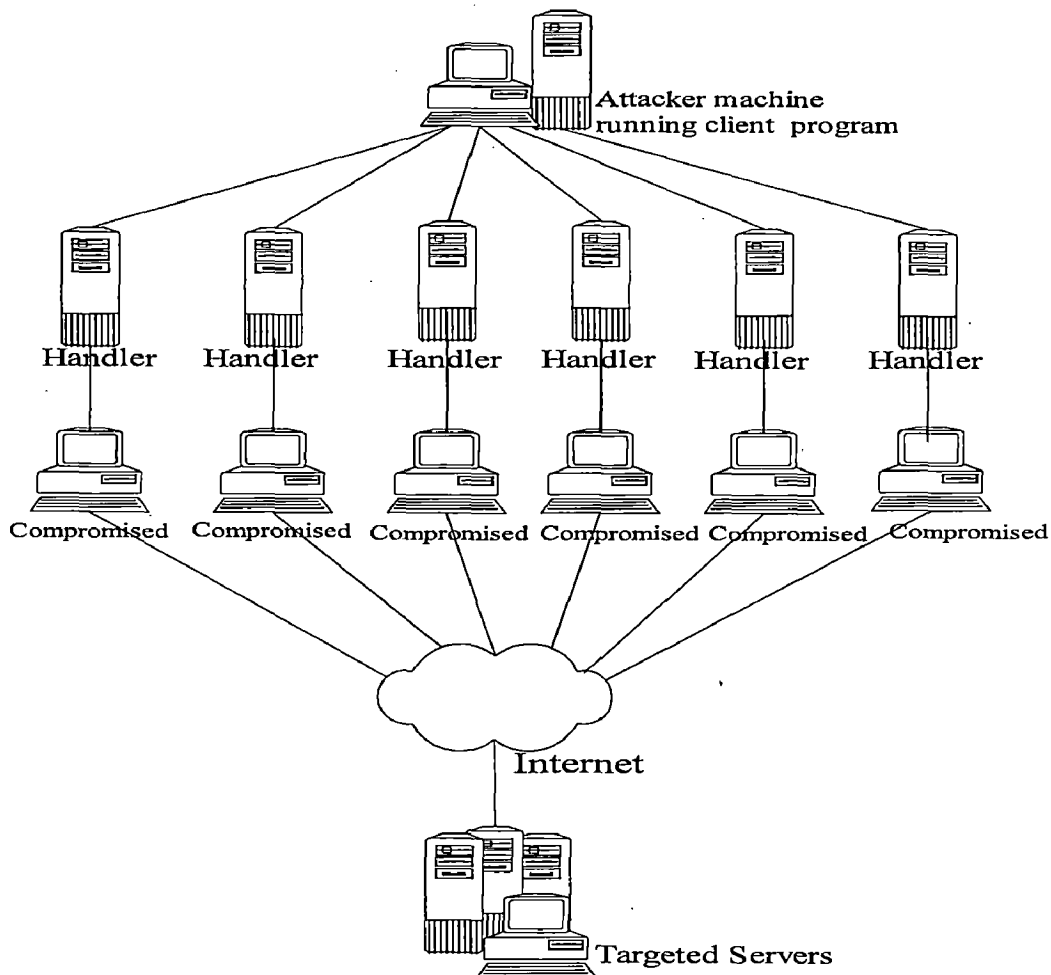 Attacker machine
running client program
Handler Handler Handler Handler Handler Handler
Compromised Compromised Compromised Compromised Compromised Compromised
Internet
Targeted Servers